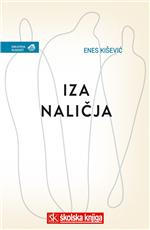 ENES KIŠEVIĆ
IZA
NALIČJA
školska knjiga